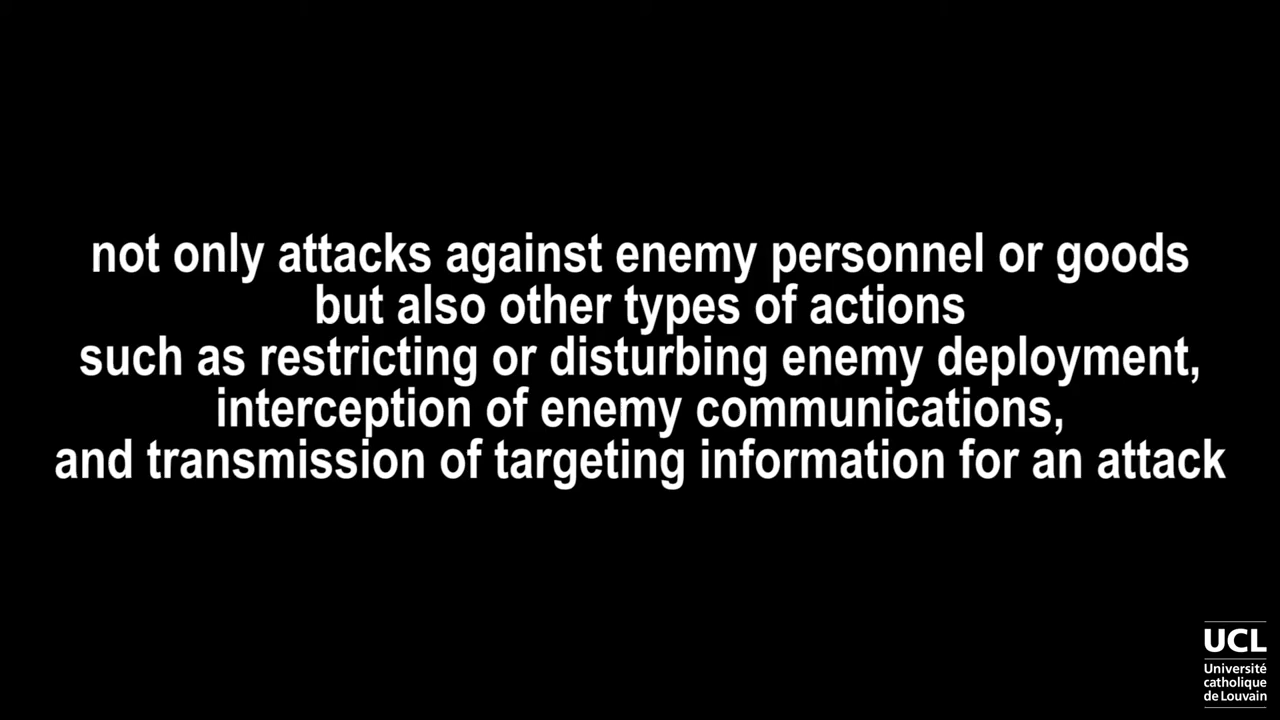 not only attacks against enemy personnel or goods
but also other types of actions
such as restricting or disturbing enemy deployment,
interception of enemy communications,
and transmission of targeting information for an attack
UCL
Université
catholique
de Louvain